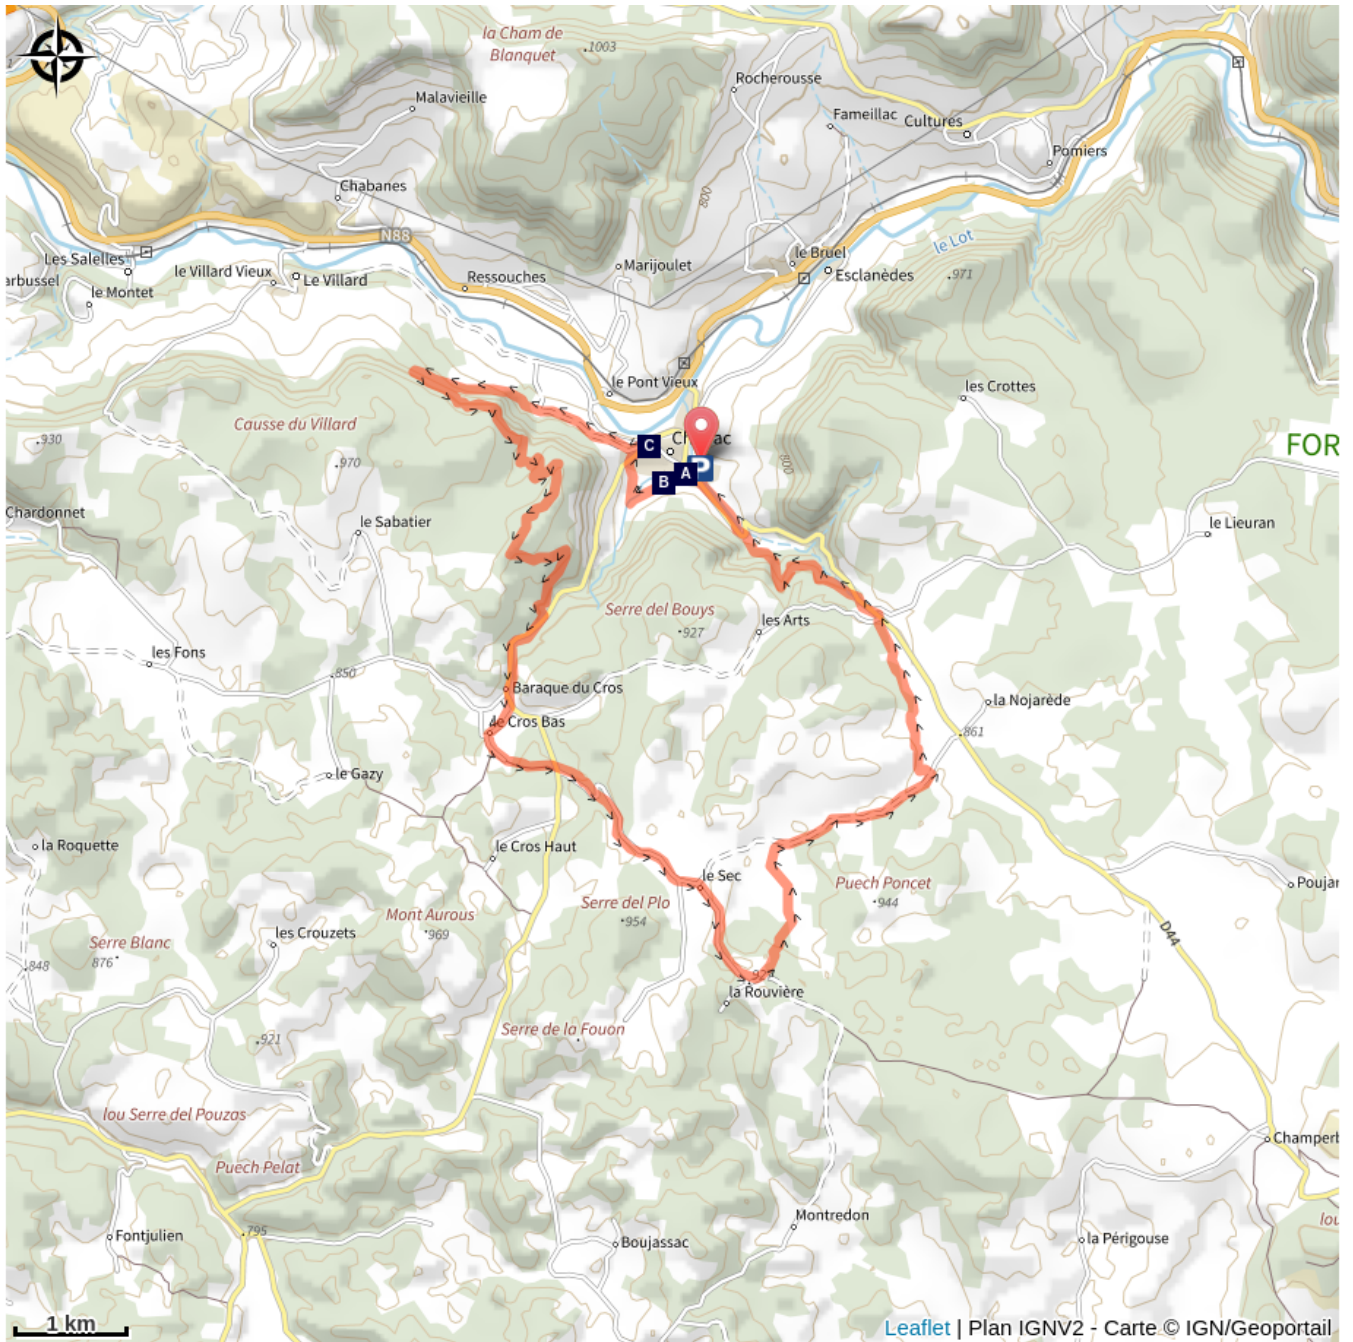 la Cham de
Blanquet
1003
Rocherousse
Malavieille
Fameillac
Cultures
Pomiers
Chabanes
800
N88
le Lot
Les Salelles
le Villard Vieux
Le Villard
Ressouches
Marijoulet
le Bruel
Esclanèdes
971
arbussel
le Montet
le Pont Vieux
les Crottes
Causse du Villard
930
970
C
A
B
P
800
FOR
Chardonnet
le Sabatier
le Lieuran
Serre del Bouys
927
les Arts
les Fons
850
Baraque du Cros
la Nojarède
le Cros Bas
861
le Gazy
la Roquette
le Cros Haut
le Sec
Puech Poncet
944
Poujar
Serre del Plo
954
Mont Aurous
969
les Crouzets
Serre Blanc
876
848
D44
la Rouvière
Serre de la Fouon
921
lou Serre del Pouzas
Puech Pelat
Champerb
795
Fontjulien
Boujassac
Montredon
la Périgouse
lou
1 km
Leaflet | Plan IGNV2 - Carte © IGN/Geoportail